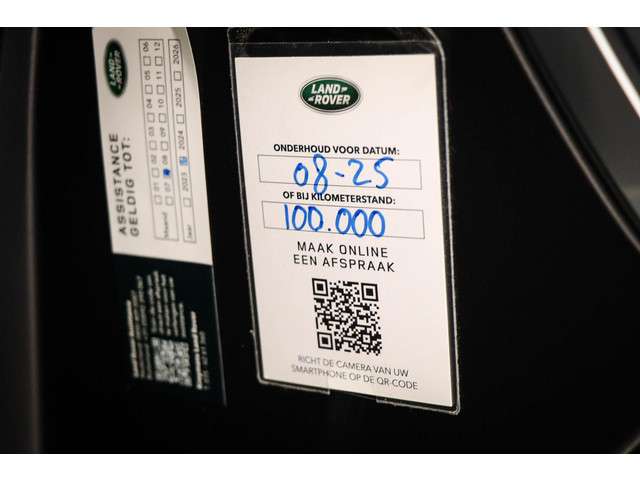 LAND
ROVER
ASSISTANCE
GELDIG TOT:
Maand
01 02 03 04 05 06
07 08 09 10 11 12
Jaar
2023 2024 2025 2026
LAND
ROVER
ONDERHOUD VOOR DATUM:
08-25
OF BIJ KILOMETERSTAND:
100.000
MAAK ONLINE
EEN AFSPRAAK
RICHT DE CAMERA VAN UW
SMARTPHONE OP DE QR-CODE